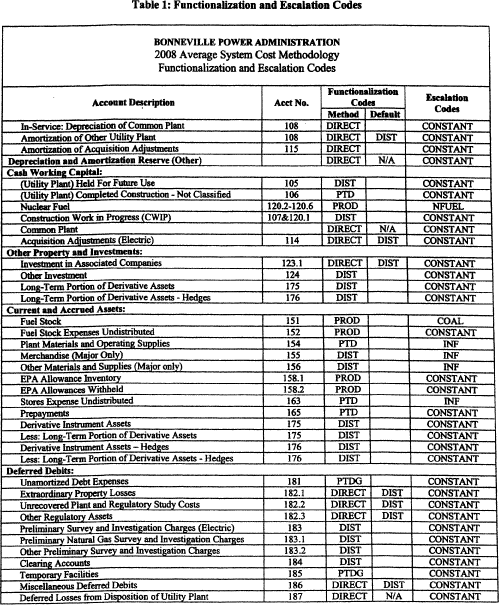 Table 1: Functionalization and Escalation Codes
BONNEVILLE POWER ADMINISTRATION
2008 Average System Cost Methodology
Functionalization and Escalation Codes
Account Description Acct No. Functionalization Codes Escalation Codes
Method Default
In-Service: Depreciation of Common Plant 108 DIRECT CONSTANT
Amortization of Other Utility Plant 108 DIRECT DIST CONSTANT
Amortization of Acquisition Adjustments 115 DIRECT CONSTANT
Depreciation and Amortization Reserve (Other) DIRECT N/A CONSTANT
Cash Working Capital:
(Utility Plant) Held For Future Use 105 DIST CONSTANT
(Utility Plant) Completed Construction - Not Classified 106 PTD CONSTANT
Nuclear Fuel 120.2-120.6 PROD NFUEL
Construction Work in Progress (CWIP) 107&120.1 DIST CONSTANT
Common Plant DIRECT N/A CONSTANT
Acquisition Adjustments (Electric) 114 DIRECT DIST CONSTANT
Other Property and Investments:
Investment in Associated Companies 123.1 DIRECT DIST CONSTANT
Other Investment 124 DIST CONSTANT
Long-Term Portion of Derivative Assets 175 DIST CONSTANT
Long-Term Portion of Derivative Assets - Hedges 176 DIST CONSTANT
Current and Accrued Assets:
Fuel Stock 151 PROD COAL
Fuel Stock Expenses Undistributed 152 PROD CONSTANT
Plant Materials and Operating Supplies 154 PTD INF
Merchandise (Major Only) 155 DIST INF
Other Materials and Supplies (Major only) 156 DIST INF
EPA Allowance Inventory 158.1 PROD CONSTANT
EPA Allowances Withheld 158.2 PROD CONSTANT
Stores Expense Undistributed 163 PTD INF
Prepayments 165 PTD CONSTANT
Derivative Instrument Assets 175 DIST CONSTANT
Less: Long-Term Portion of Derivative Assets 175 DIST CONSTANT
Derivative Instrument Assets – Hedges 176 DIST CONSTANT
Less: Long-Term Portion of Derivative Assets - Hedges 176 DIST CONSTANT
Deferred Debits:
Unamortized Debt Expenses 181 PTDG CONSTANT
Extraordinary Property Losses 182.1 DIRECT DIST CONSTANT
Unrecovered Plant and Regulatory Study Costs 182.2 DIRECT DIST CONSTANT
Other Regulatory Assets 182.3 DIRECT DIST CONSTANT
Preliminary Survey and Investigation Charges (Electric) 183 DIST CONSTANT
Preliminary Natural Gas Survey and Investigation Charges 183.1 DIST CONSTANT
Other Preliminary Survey and Investigation Charges 183.2 DIST CONSTANT
Clearing Accounts 184 DIST CONSTANT
Temporary Facilities 185 PTDG CONSTANT
Miscellaneous Deferred Debits 186 DIRECT DIST CONSTANT
Deferred Losses from Disposition of Utility Plant 187 DIRECT N/A CONSTANT